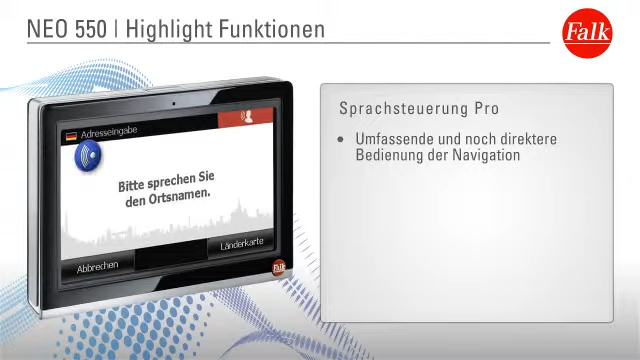 NEO 550 | Highlight Funktionen
Falk
Sprachsteuerung Pro
• Umfassende und noch direktere
Bedienung der Navigation
Adresseingabe
Bitte sprechen Sie
den Ortsnamen.
Abbrechen
Länderkarte
Falk